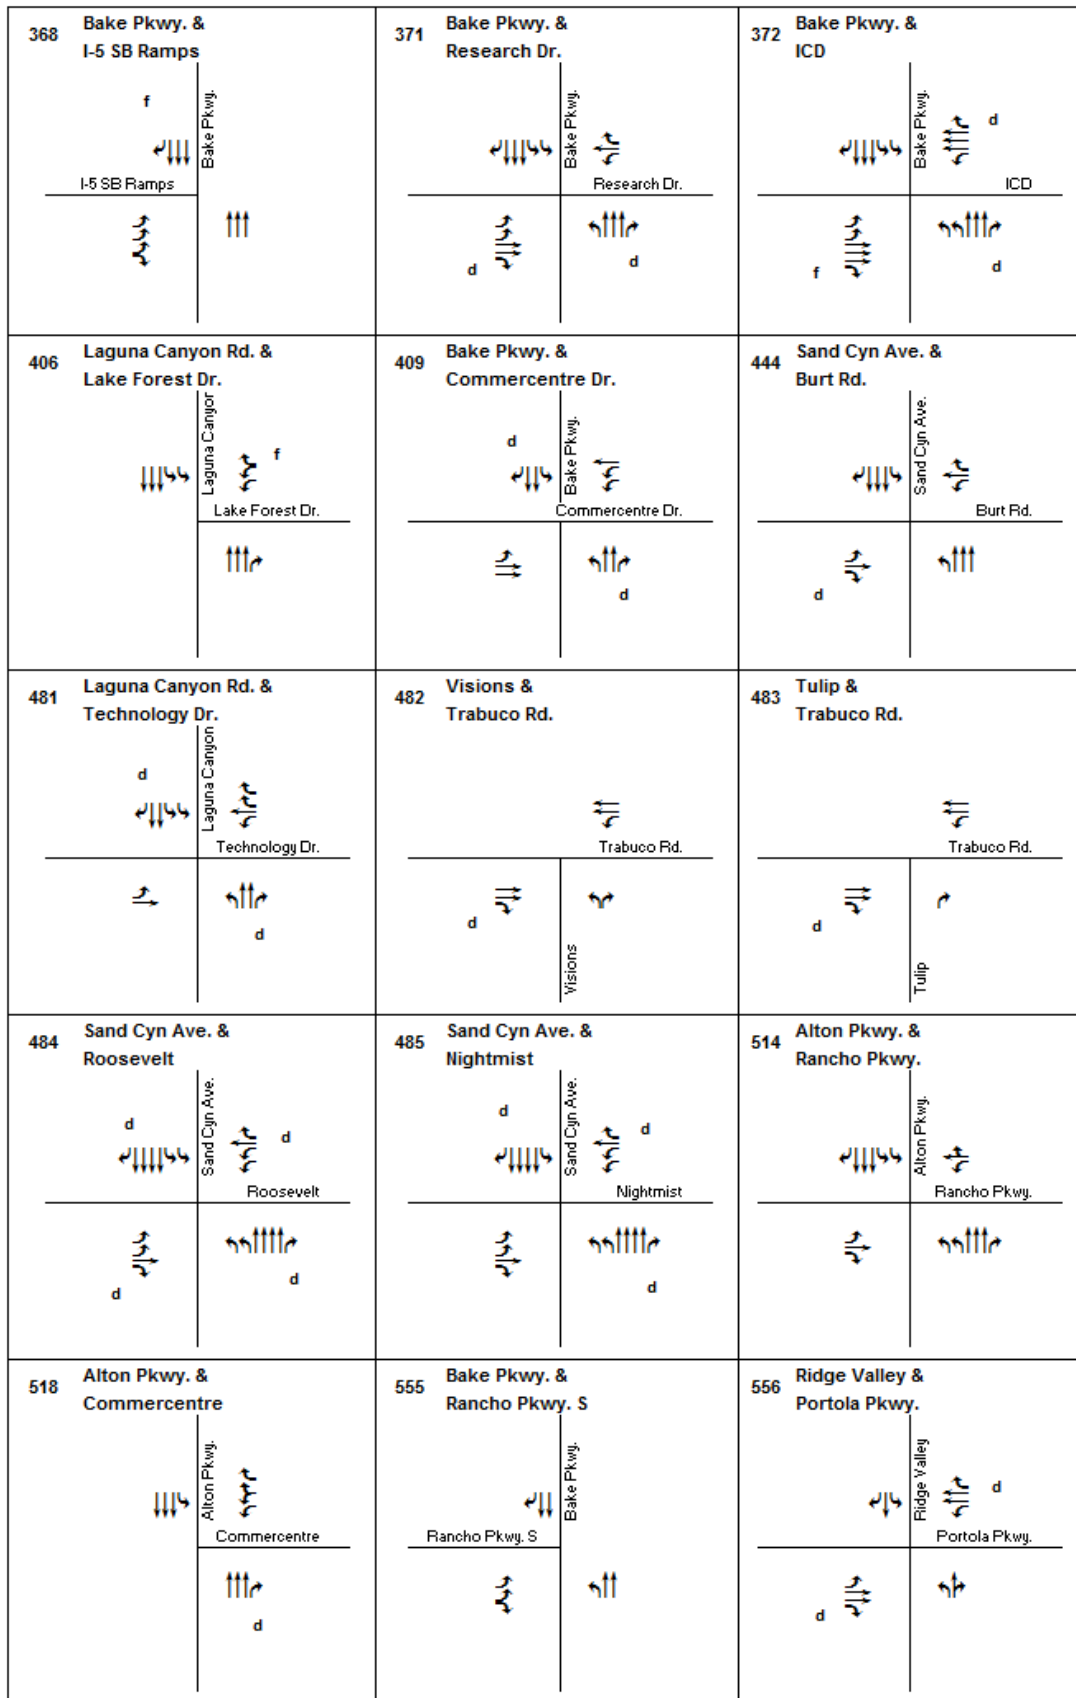 368 Bake Pkwy. &
I-5 SB Ramps
f
Bake Pkwy.
I-5 SB Ramps
371 Bake Pkwy. &
Research Dr.
Bake Pkwy.
Research Dr.
d
d
372 Bake Pkwy. &
ICD
Bake Pkwy.
d
ICD
f
d
406 Laguna Canyon Rd. &
Lake Forest Dr.
Laguna Canyon
f
Lake Forest Dr.
409 Bake Pkwy. &
Commercentre Dr.
d
Bake Pkwy.
Commercentre Dr.
d
444 Sand Cyn Ave. &
Burt Rd.
Sand Cyn Ave.
Burt Rd.
d
481 Laguna Canyon Rd. &
Technology Dr.
d
Laguna Canyon
Technology Dr.
d
482 Visions &
Trabuco Rd.
Trabuco Rd.
d
Visions
483 Tulip &
Trabuco Rd.
Trabuco Rd.
d
Tulip
484 Sand Cyn Ave. &
Roosevelt
d
Sand Cyn Ave.
d
Roosevelt
d
d
485 Sand Cyn Ave. &
Nightmist
d
Sand Cyn Ave.
d
Nightmist
d
514 Alton Pkwy. &
Rancho Pkwy.
Alton Pkwy.
Rancho Pkwy.
518 Alton Pkwy. &
Commercentre
Alton Pkwy.
Commercentre
d
555 Bake Pkwy. &
Rancho Pkwy. S
Bake Pkwy.
Rancho Pkwy. S
556 Ridge Valley &
Portola Pkwy.
Ridge Valley
d
Portola Pkwy.
d